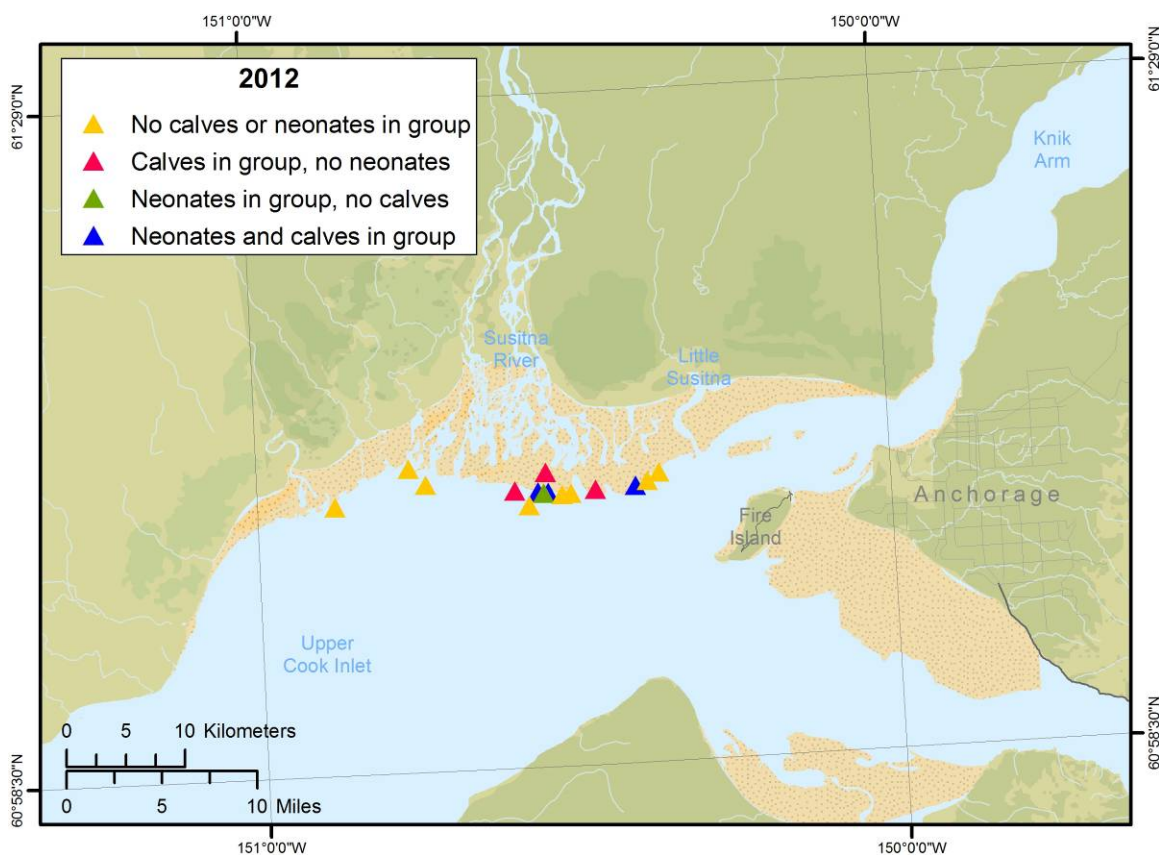 151°0'0"W
150°0'0"W
61°29'0"N
61°29'0"N
2012
No calves or neonates in group
Calves in group, no neonates
Neonates in group, no calves
Neonates and calves in group
Knik
Arm
Susitna
River
Little
Susitna
Anchorage
Fire
Island
Upper
Cook Inlet
0 5 10 Kilometers
0 5 10 Miles
60°58'30"N
60°58'30"N
151°0'0"W
150°0'0"W